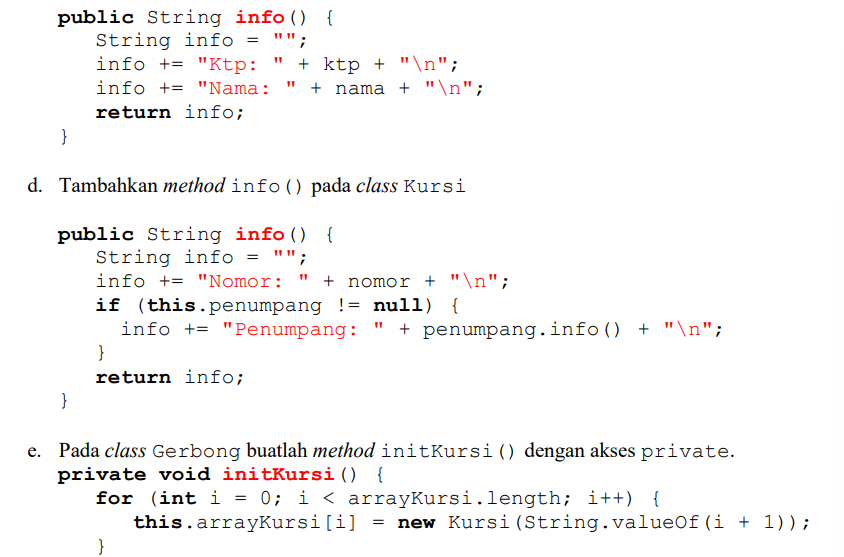 public String info() {
String info = "";
info += "Ktp: " + ktp + "\n";
info += "Nama: " + nama + "\n";
return info;
}
d. Tambahkan method info() pada class Kursi
public String info() {
String info = "";
info += "Nomor: " + nomor + "\n";
if (this.penumpang != null) {
info += "Penumpang: " + penumpang.info() + "\n";
}
return info;
}
e. Pada class Gerbong buatlah method initKursi() dengan akses private.
private void initKursi() {
for (int i = 0; i < arrayKursi.length; i++) {
this.arrayKursi[i] = new Kursi(String.valueOf(i + 1));
}